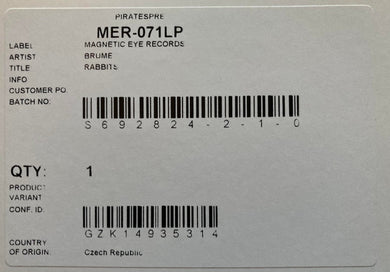 PIRATESPRE
MER-071LP
LABEL MAGNETIC EYE RECORDS
ARTIST BRUME
TITLE RABBITS
INFO
CUSTOMER PO.
BATCH NO:
S692824-2-1-0
QTY: 1
PRODUCT
VARIANT
CONF. ID:
GZK14935314
COUNTRY
OF ORIGIN: Czech Republic